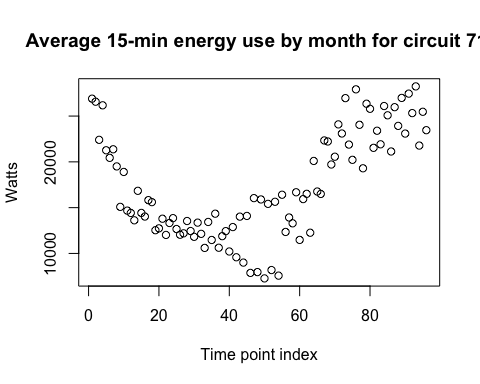 Average 15-min energy use by month for circuit 71
Watts
20000
10000
0 20 40 60 80
Time point index